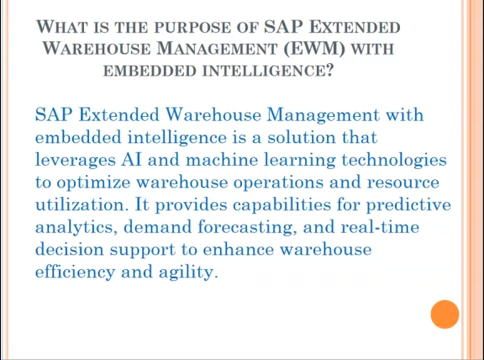 WHAT IS THE PURPOSE OF SAP EXTENDED
WAREHOUSE MANAGEMENT (EWM) WITH
EMBEDDED INTELLIGENCE?
SAP Extended Warehouse Management with
embedded intelligence is a solution that
leverages AI and machine learning technologies
to optimize warehouse operations and resource
utilization. It provides capabilities for predictive
analytics, demand forecasting, and real-time
decision support to enhance warehouse
efficiency and agility.